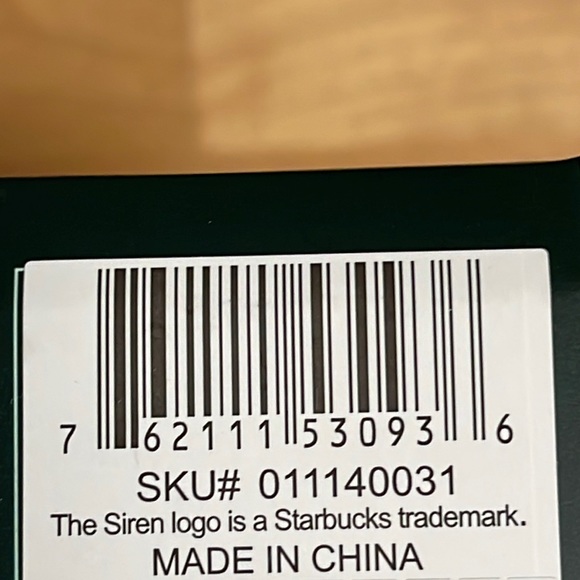 7 62111 53093 6
SKU# 011140031
The Siren logo is a Starbucks trademark.
MADE IN CHINA